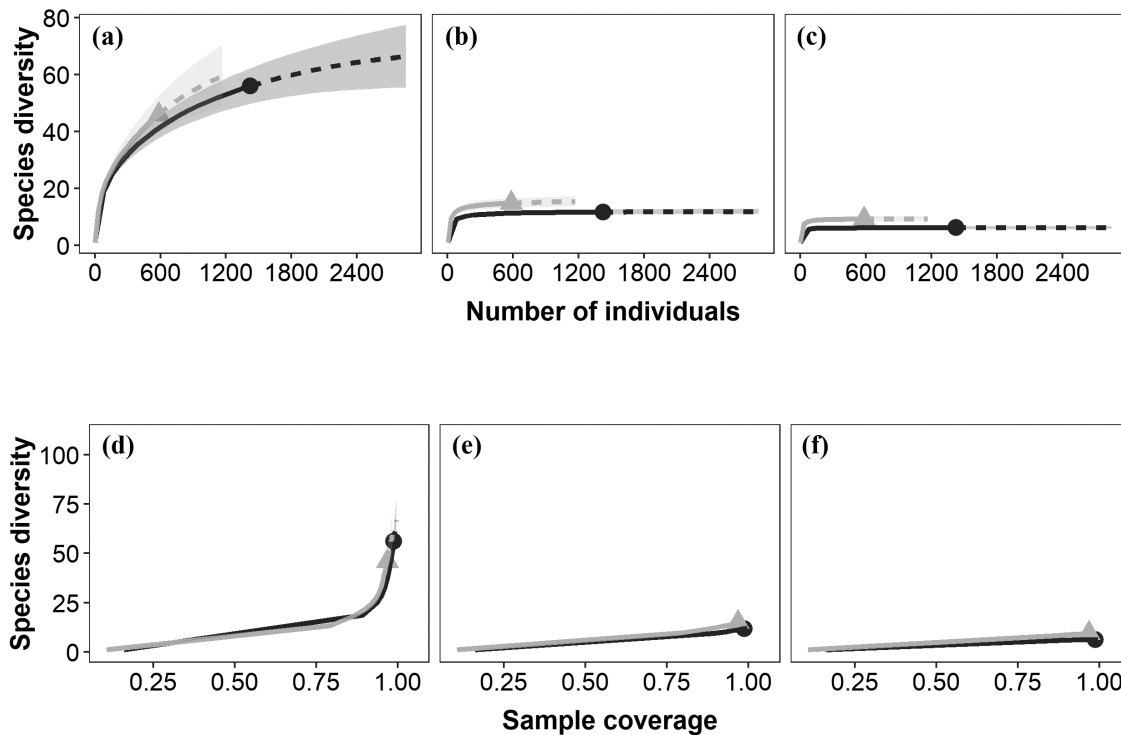 Species diversity
80
60
40
20
0
(a)
(b)
(c)
0 600 1200 1800 2400
0 600 1200 1800 2400
0 600 1200 1800 2400
Number of individuals
Species diversity
100
75
50
25
0
(d)
(e)
(f)
0.25 0.50 0.75 1.00
0.25 0.50 0.75 1.00
0.25 0.50 0.75 1.00
Sample coverage